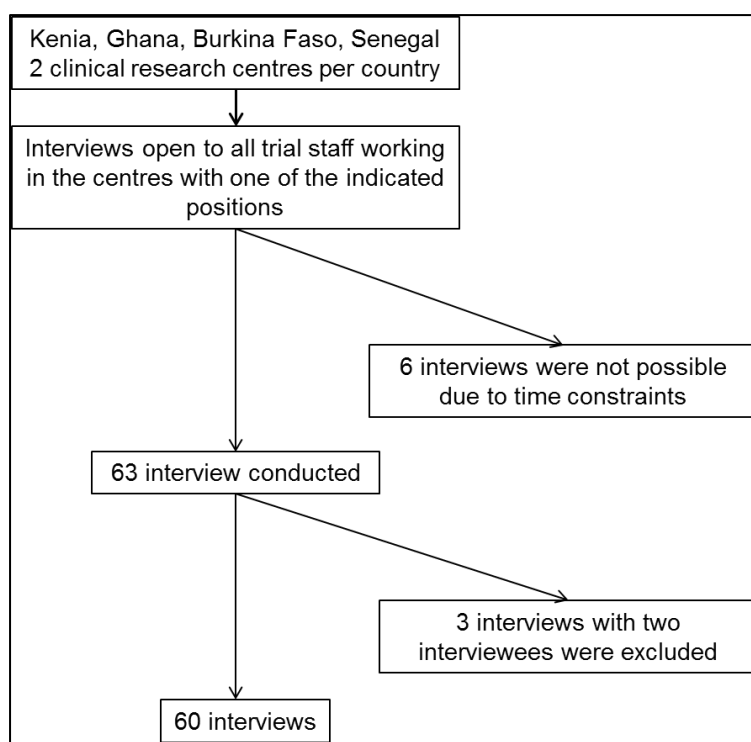 Kenia, Ghana, Burkina Faso, Senegal
2 clinical research centres per country
Interviews open to all trial staff working
in the centres with one of the indicated
positions
6 interviews were not possible
due to time constraints
63 interview conducted
3 interviews with two
interviewees were excluded
60 interviews